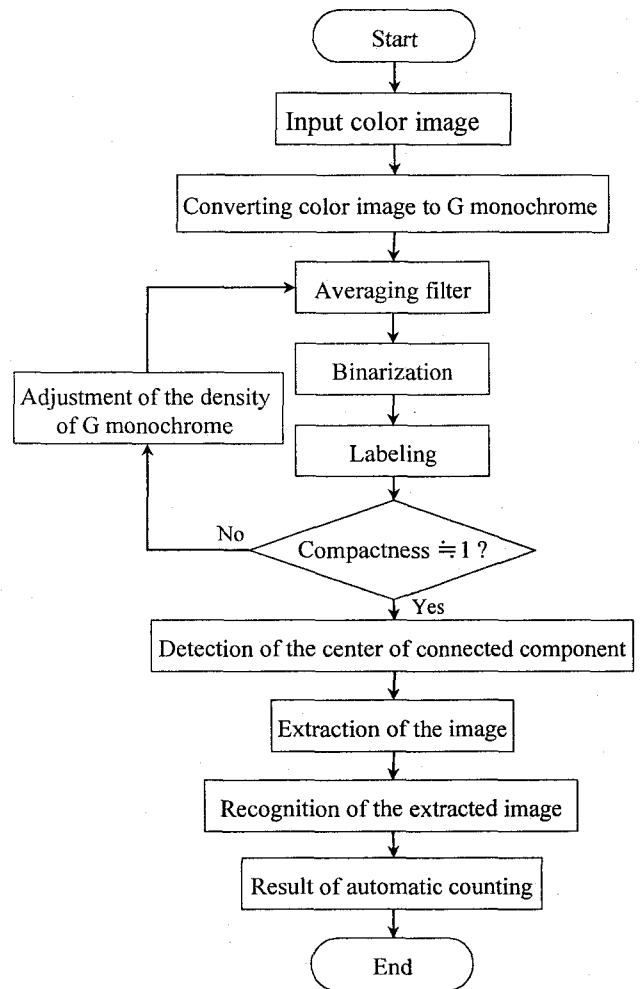 Start
Input color image
Converting color image to G monochrome
Averaging filter
Binarization
Adjustment of the density
of G monochrome
Labeling
No
Compactness ≒ 1 ?
Yes
Detection of the center of connected component
Extraction of the image
Recognition of the extracted image
Result of automatic counting
End